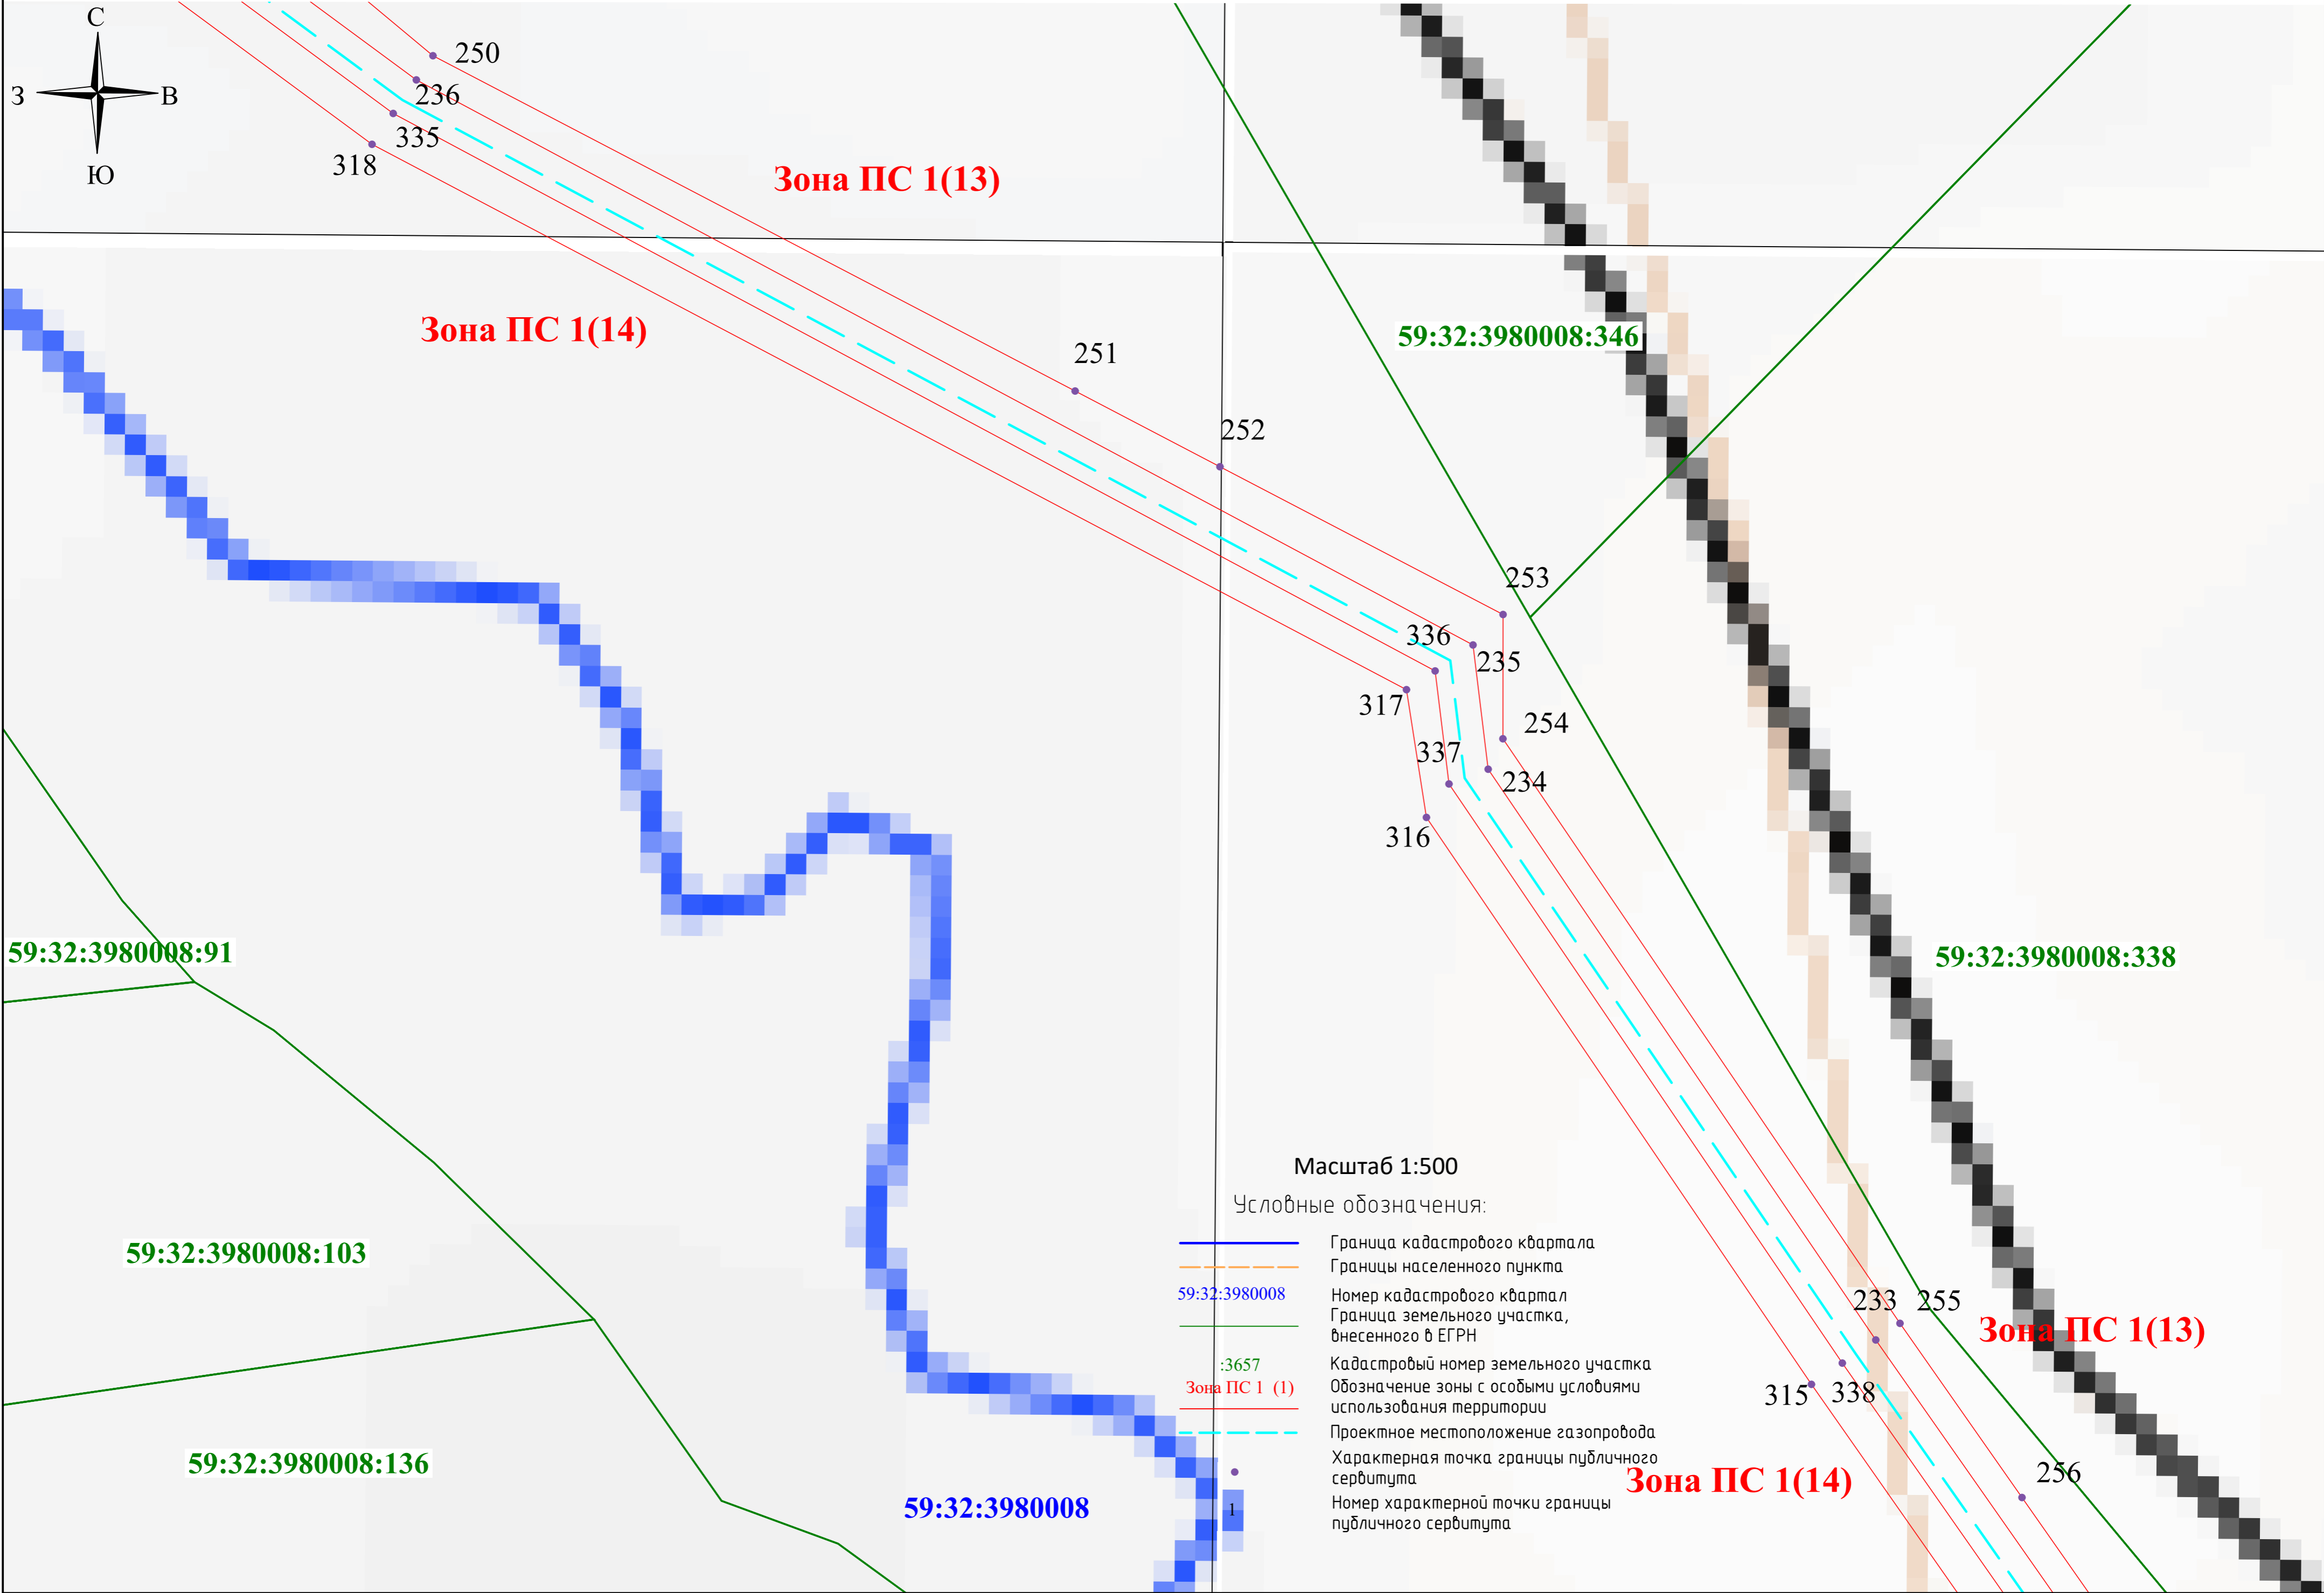 С
З
В
Ю
250
236
335
318
Зона ПС 1(13)
Зона ПС 1(14)
59:32:3980008:346
251
252
253
336
235
317
254
337
234
316
59:32:3980008:91
59:32:3980008:338
59:32:3980008:103
59:32:3980008:136
59:32:3980008
Масштаб 1:500
Условные обозначения:
Граница кадастрового квартала
Границы населенного пункта
59:32:3980008
Номер кадастрового квартал
Граница земельного участка,
внесенного в ЕГРН
:3657
Кадастровый номер земельного участка
Зона ПС 1 (1)
Обозначение зоны с особыми условиями
использования территории
Проектное местоположение газопровода
Характерная точка границы публичного
сервитута
1
Номер характерной точки границы
публичного сервитута
233
255
Зона ПС 1(13)
315
338
Зона ПС 1(14)
256